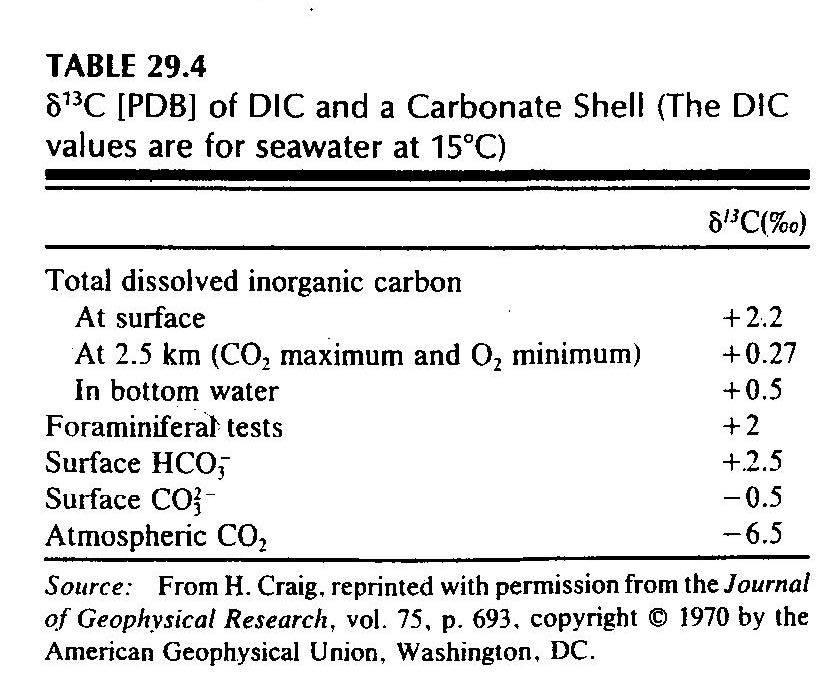 TABLE 29.4
δ¹³C [PDB] of DIC and a Carbonate Shell (The DIC
values are for seawater at 15°C)
δ¹³C(‰)
Total dissolved inorganic carbon
At surface +2.2
At 2.5 km (CO₂ maximum and O₂ minimum) +0.27
In bottom water +0.5
Foraminiferal tests +2
Surface HCO₃⁻ +2.5
Surface CO₃²⁻ −0.5
Atmospheric CO₂ −6.5
Source: From H. Craig, reprinted with permission from the Journal
of Geophysical Research, vol. 75, p. 693, copyright © 1970 by the
American Geophysical Union, Washington, DC.